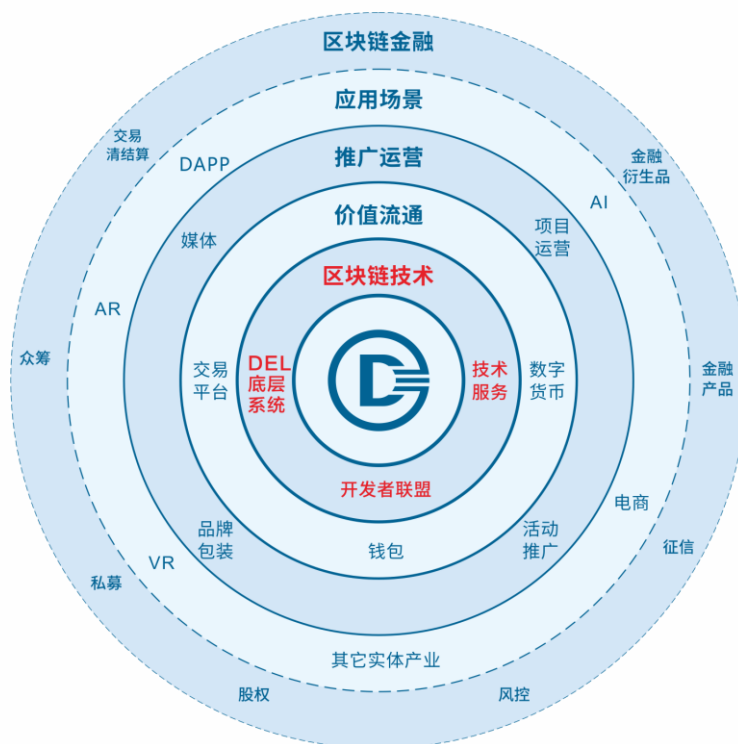 区块链金融
应用场景
交易
清结算
DAPP
推广运营
金融
衍生品
AI
价值流通
媒体
项目
运营
区块链技术
AR
众筹
交易
平台
DEL
底层
系统
D
技术
服务
数字
货币
金融
产品
开发者联盟
电商
品牌
包装
钱包
活动
推广
征信
VR
私募
其它实体产业
股权
风控